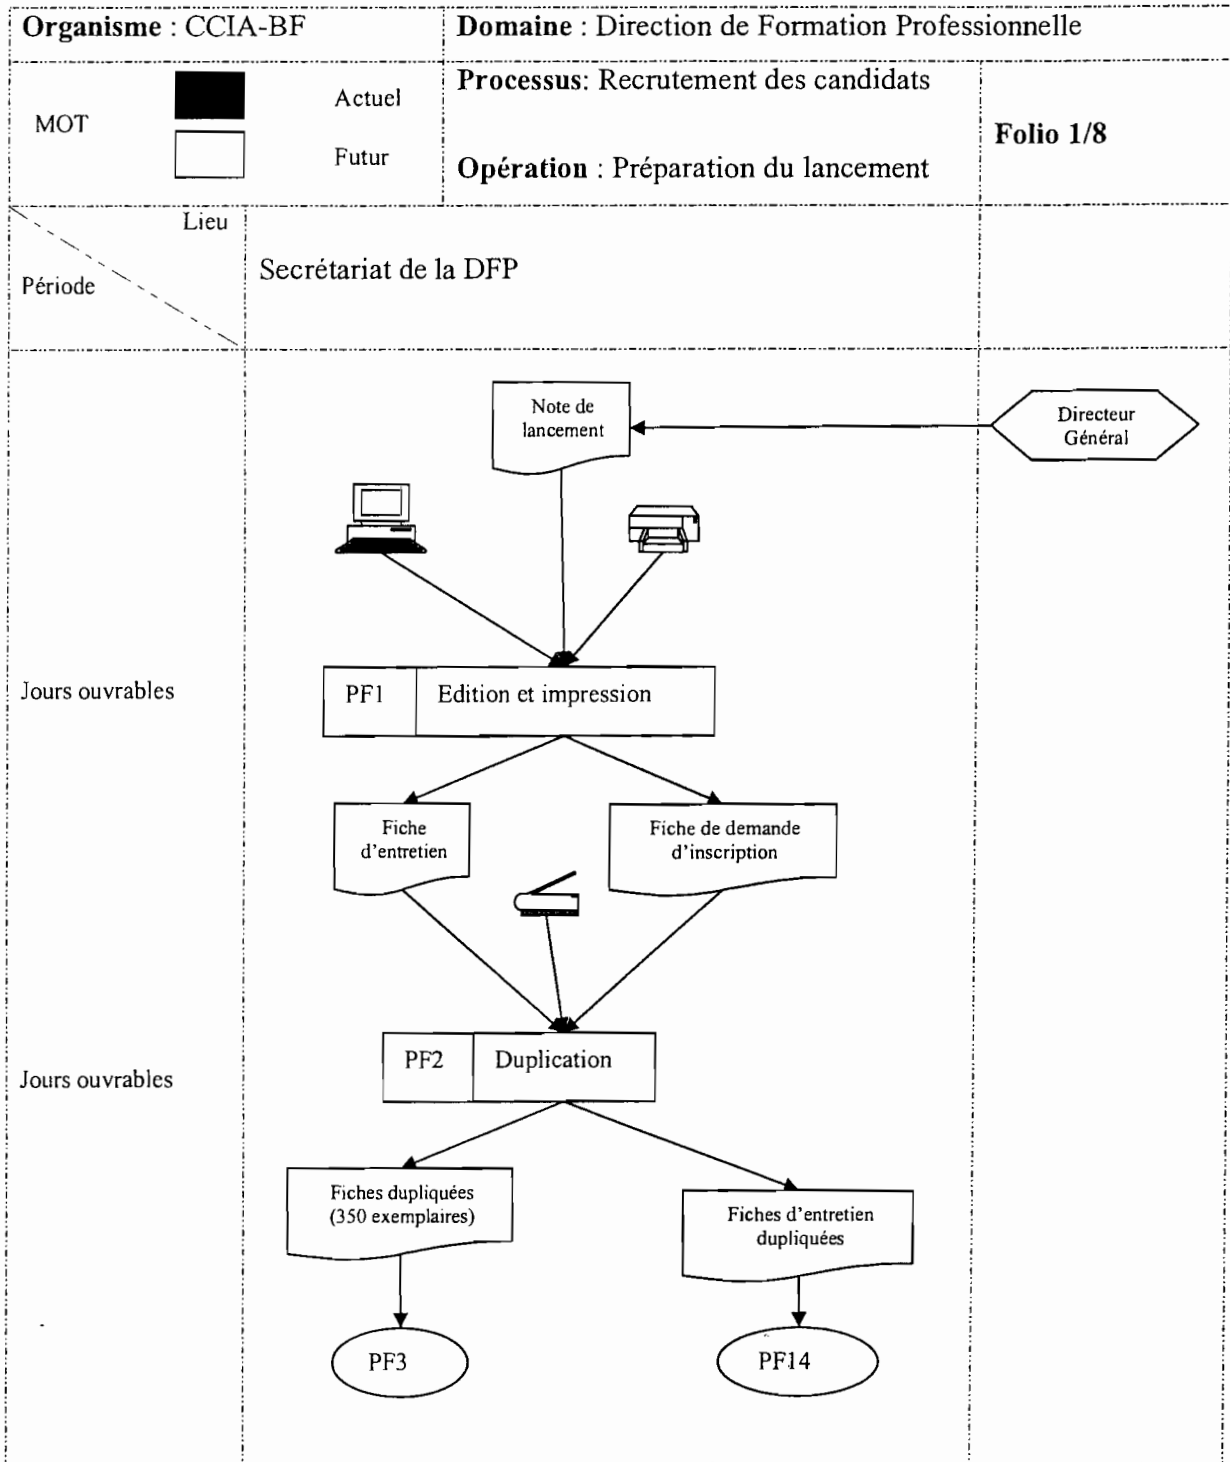 Organisme : CCIA-BF
Domaine : Direction de Formation Professionnelle
MOT
Actuel
Futur
Processus: Recrutement des candidats
Opération : Préparation du lancement
Folio 1/8
Lieu
Période
Secrétariat de la DFP
Note de
lancement
Directeur
Général
Jours ouvrables
PF1
Edition et impression
Fiche
d'entretien
Fiche de demande
d'inscription
Jours ouvrables
PF2
Duplication
Fiches dupliquées
(350 exemplaires)
Fiches d'entretien
dupliquées
PF3
PF14